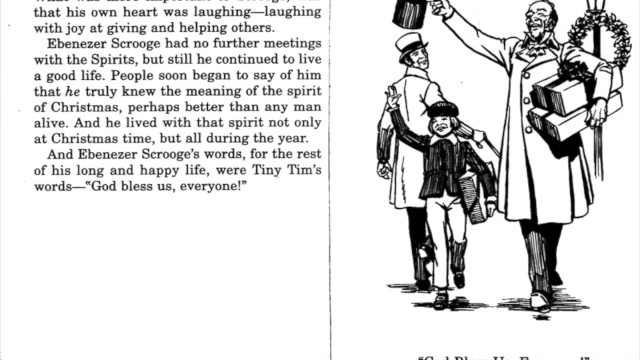 that his own heart was laughing—laughing
with joy at giving and helping others.
Ebenezer Scrooge had no further meetings
with the Spirits, but still he continued to live
a good life. People soon began to say of him
that he truly knew the meaning of the spirit
of Christmas, perhaps better than any man
alive. And he lived with that spirit not only
at Christmas time, but all during the year.
And Ebenezer Scrooge's words, for the rest
of his long and happy life, were Tiny Tim's
words—"God bless us, everyone!"